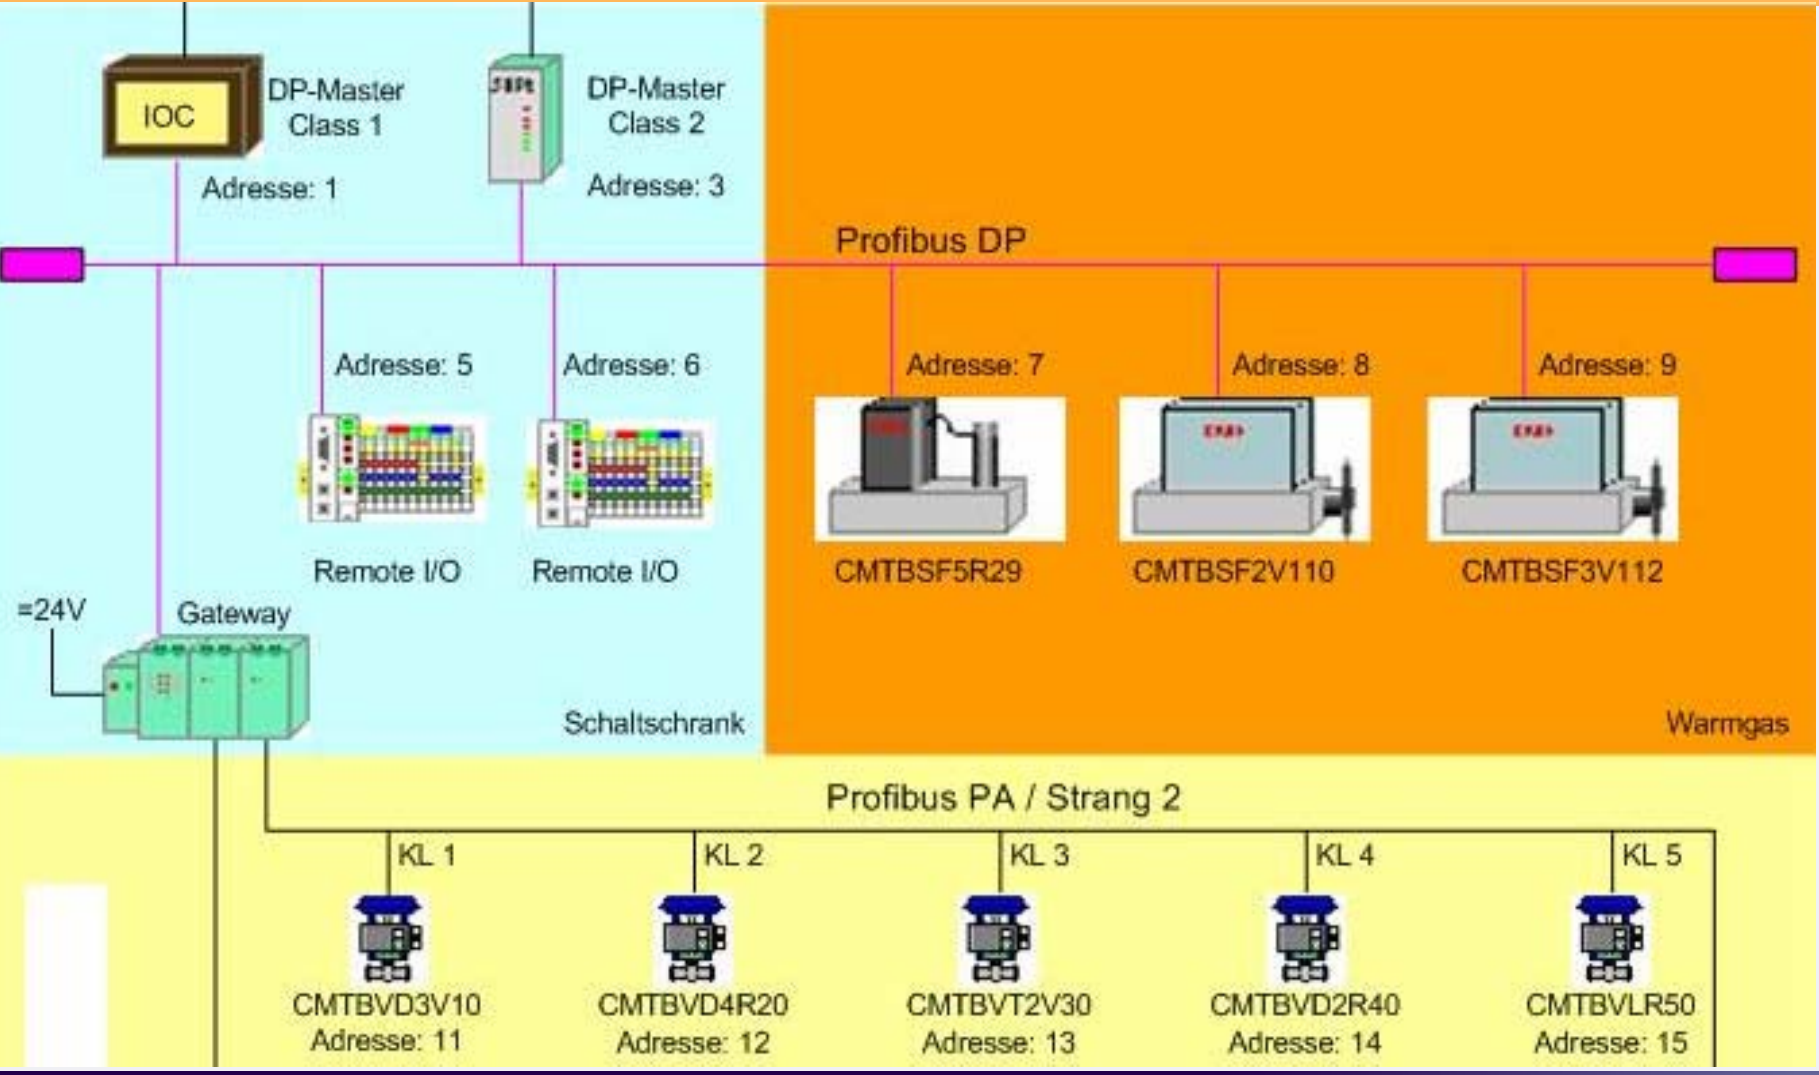 DP-Master
Class 1
IOC
Adresse: 1
DP-Master
Class 2
Adresse: 3
Profibus DP
Adresse: 5
Adresse: 6
Adresse: 7
Adresse: 8
Adresse: 9
Remote I/O
Remote I/O
CMTBSF5R29
CMTBSF2V110
CMTBSF3V112
=24V
Gateway
Schaltschrank
Warmgas
Profibus PA / Strang 2
KL 1
KL 2
KL 3
KL 4
KL 5
CMTBVD3V10
Adresse: 11
CMTBVD4R20
Adresse: 12
CMTBVT2V30
Adresse: 13
CMTBVD2R40
Adresse: 14
CMTBVLR50
Adresse: 15